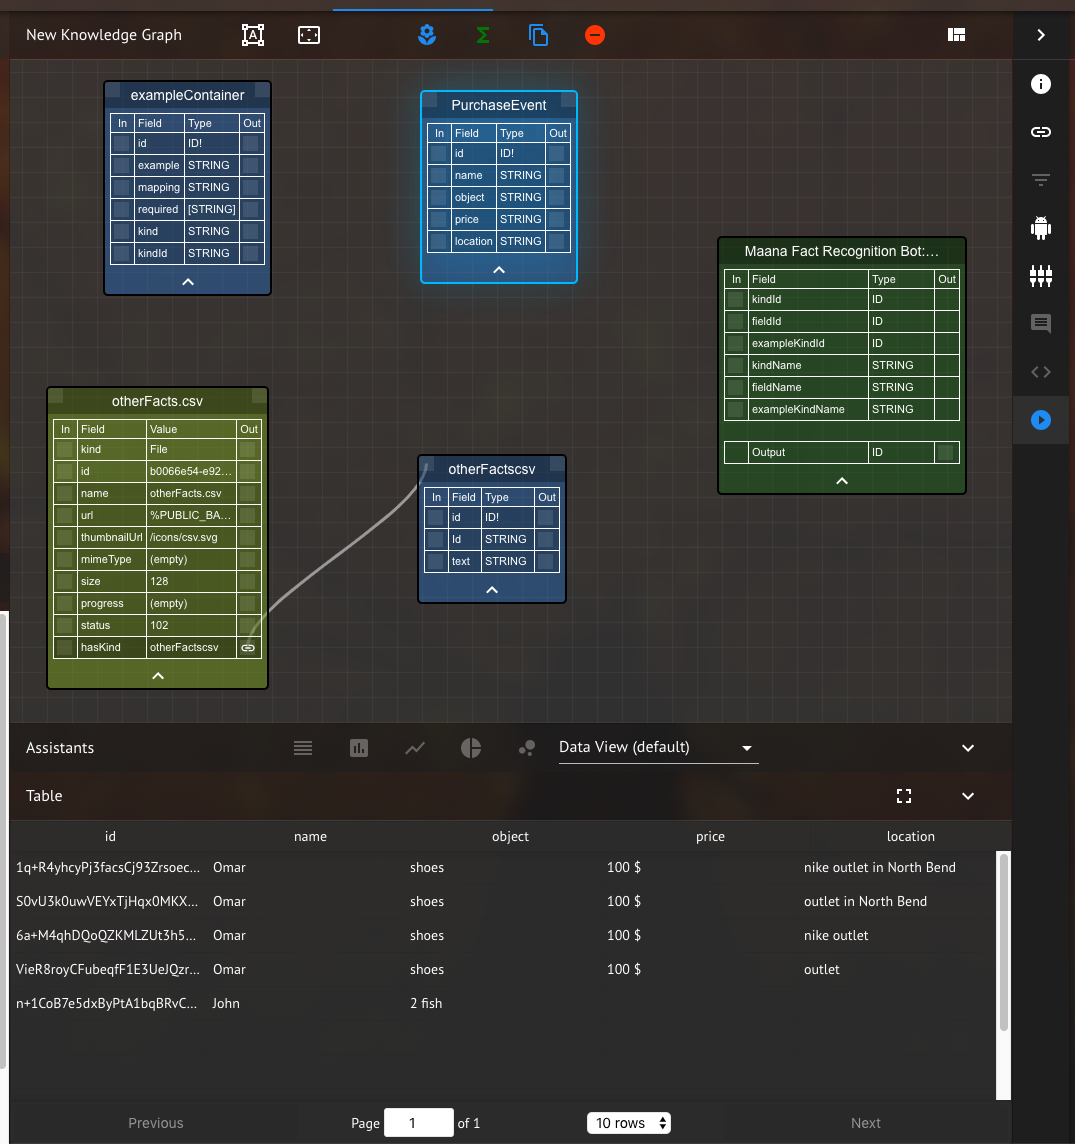 New Knowledge Graph
exampleContainer
In Field Type Out
id ID!
example STRING
mapping STRING
required [STRING]
kind STRING
kindId STRING
PurchaseEvent
In Field Type Out
id ID!
name STRING
object STRING
price STRING
location STRING
Maana Fact Recognition Bot:...
In Field Type Out
kindId ID
fieldId ID
exampleKindId ID
kindName STRING
fieldName STRING
exampleKindName STRING
Output ID
otherFacts.csv
In Field Value Out
kind File
id b0066e54-e92...
name otherFacts.csv
url %PUBLIC_BA...
thumbnailUrl /icons/csv.svg
mimeType (empty)
size 128
progress (empty)
status 102
hasKind otherFactscsv
otherFactscsv
In Field Type Out
id ID!
Id STRING
text STRING
Assistants Data View (default)
Table
id name object price location
1q+R4yhcyPj3facsCj93Zrsoec... Omar shoes 100 $ nike outlet in North Bend
S0vU3k0uwVEYxTjHqx0MKX... Omar shoes 100 $ outlet in North Bend
6a+M4qhDQoQZKMLZUt3h5... Omar shoes 100 $ nike outlet
VieR8royCFubeqfF1E3UeJQzr... Omar shoes 100 $ outlet
n+1CoB7e5dxByPtA1bqBRvC... John 2 fish
Previous Page 1 of 1 10 rows Next